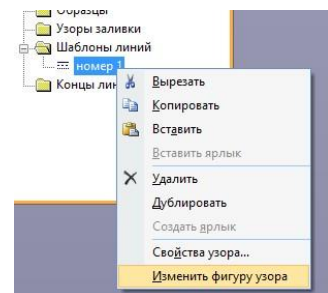 Образцы
Узоры заливки
Шаблоны линий
номер 1
Концы лин
Вырезать
Копировать
Вставить
Вставить ярлык
Удалить
Дублировать
Создать ярлык
Свойства узора...
Изменить фигуру узора